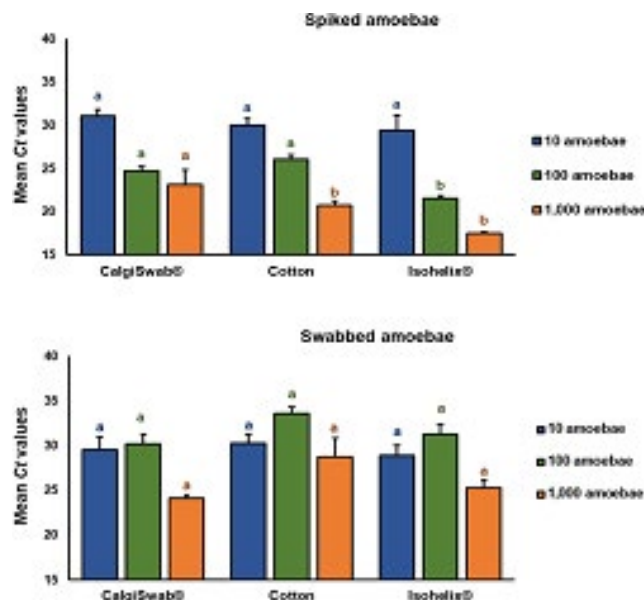 Spiked amoebae
40
35
30
25
20
15
Mean Ct values
a
a
a
a
a
b
a
b
b
CalgiSwab®
Cotton
Isohelix®
10 amoebae
100 amoebae
1,000 amoebae
Swabbed amoebae
40
35
30
25
20
15
Mean Ct values
a
a
a
a
a
a
a
a
CalgiSwab®
Cotton
Isohelix®
10 amoebae
100 amoebae
1,000 amoebae